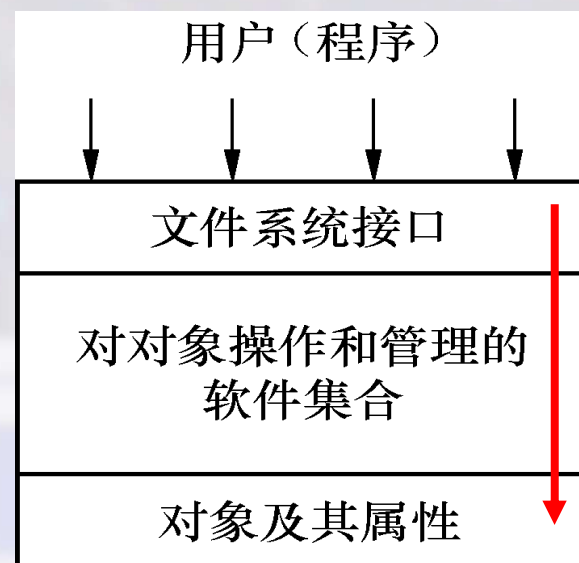 用户（程序）
文件系统接口
对对象操作和管理的
软件集合
对象及其属性